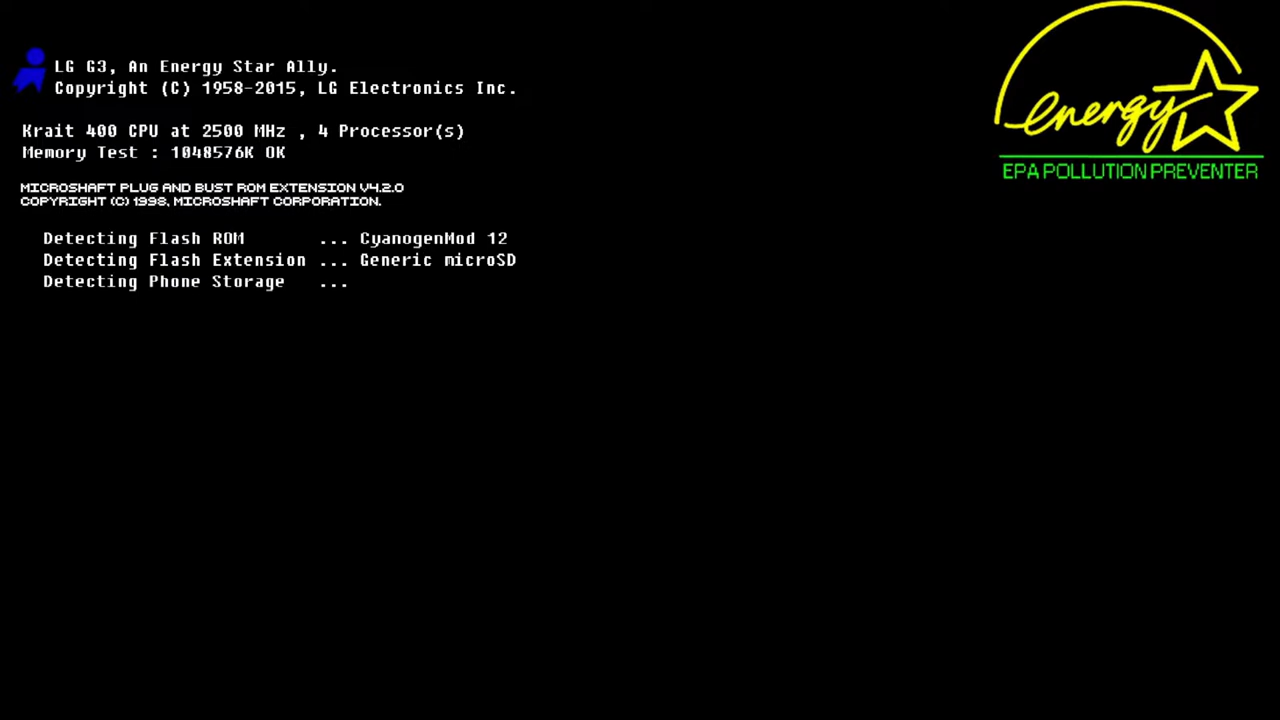 LG G3, An Energy Star Ally.
Copyright (C) 1958-2015, LG Electronics Inc.
Krait 400 CPU at 2500 MHz , 4 Processor(s)
Memory Test : 1048576K OK
MICROSHAFT PLUG AND BUST ROM EXTENSION V4.2.0
COPYRIGHT (C) 1998, MICROSHAFT CORPORATION.
Detecting Flash ROM ... CyanogenMod 12
Detecting Flash Extension ... Generic microSD
Detecting Phone Storage ...
energy
EPA POLLUTION PREVENTER